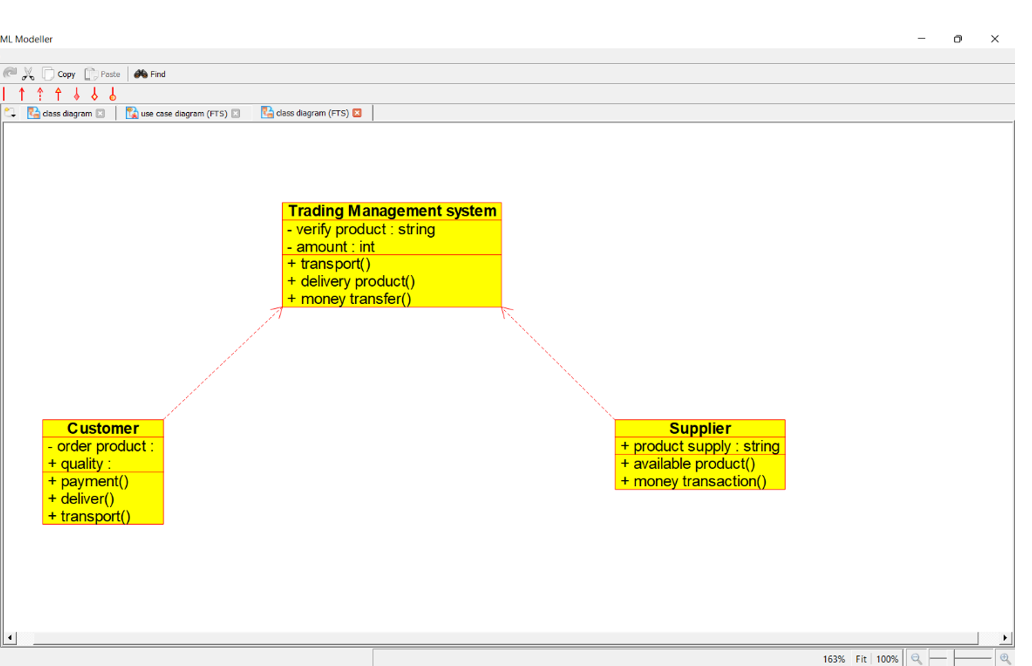 ML Modeller
Copy Paste Find
class diagram use case diagram (FTS) class diagram (FTS)
Trading Management system
- verify product : string
- amount : int
+ transport()
+ delivery product()
+ money transfer()
Customer
- order product :
+ quality :
+ payment()
+ deliver()
+ transport()
Supplier
+ product supply : string
+ available product()
+ money transaction()
163% Fit 100%